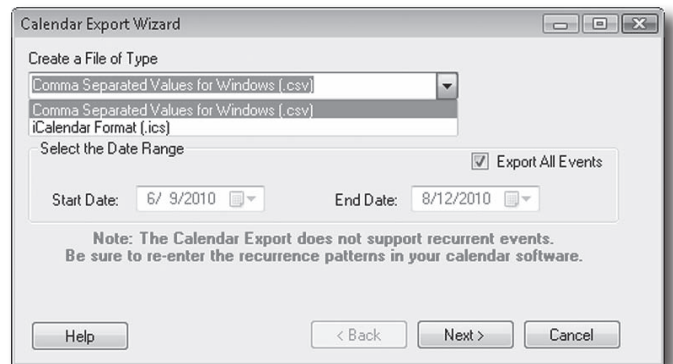 Calendar Export Wizard
Create a File of Type
Comma Separated Values for Windows (.csv)
Comma Separated Values for Windows (.csv)
iCalendar Format (.ics)
Select the Date Range
Export All Events
Start Date: 6/ 9/2010 End Date: 8/12/2010
Note: The Calendar Export does not support recurrent events.
Be sure to re-enter the recurrence patterns in your calendar software.
Help < Back Next > Cancel